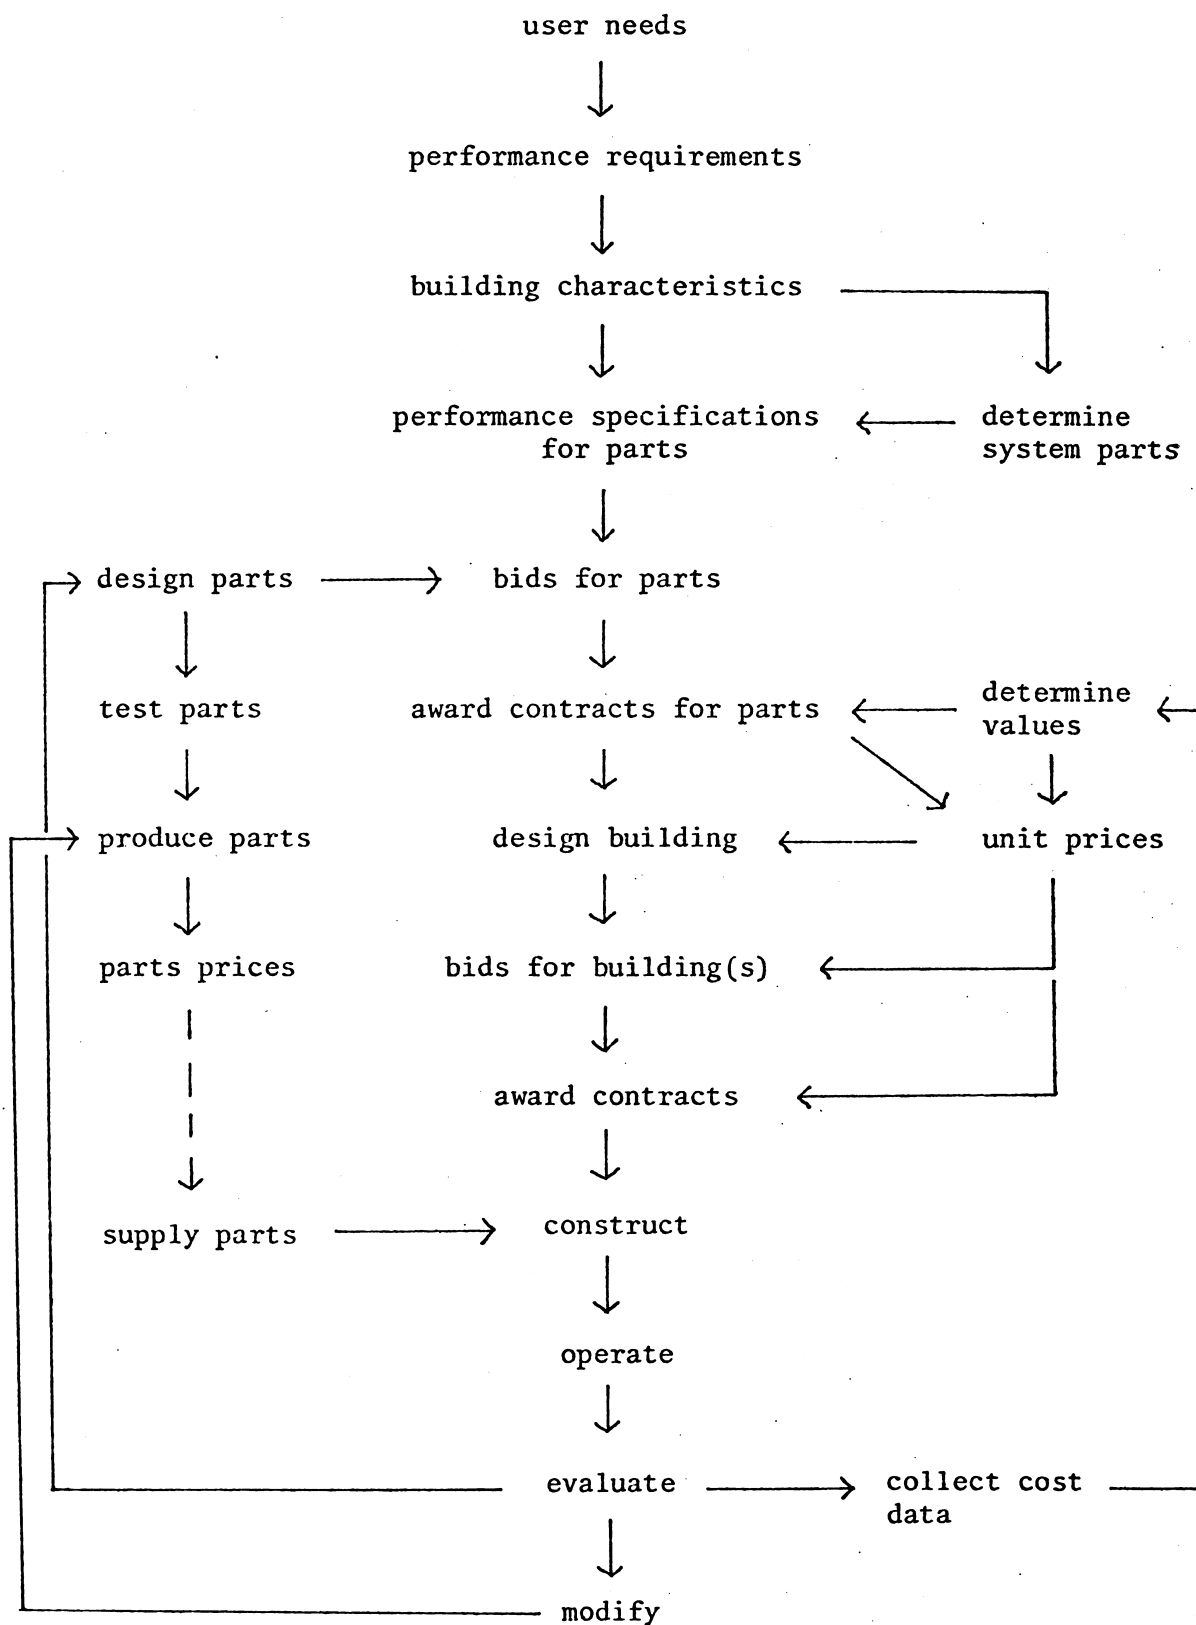 user needs
performance requirements
building characteristics
performance specifications
for parts
determine
system parts
design parts
bids for parts
test parts
award contracts for parts
determine
values
produce parts
design building
unit prices
parts prices
bids for building(s)
award contracts
supply parts
construct
operate
evaluate
collect cost
data
modify